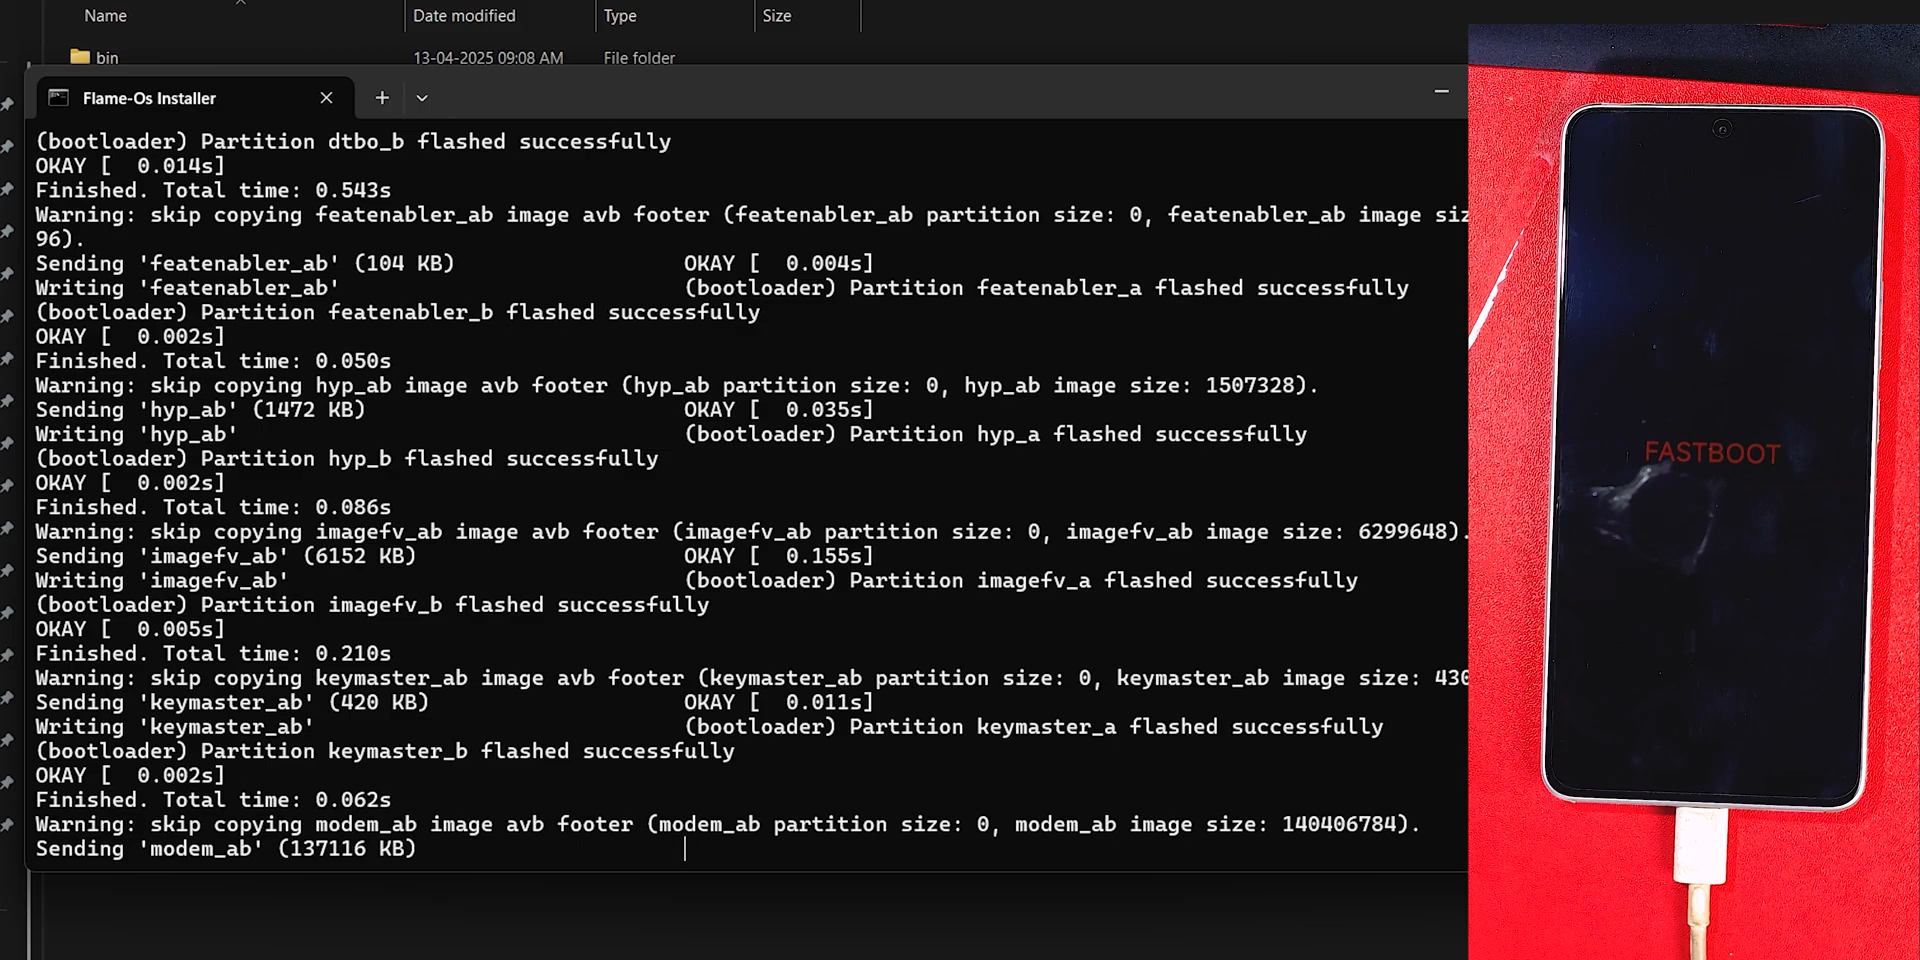 Name Date modified Type Size
bin 13-04-2025 09:08 AM File folder
Flame-Os Installer
(bootloader) Partition dtbo_b flashed successfully
OKAY [  0.014s]
Finished. Total time: 0.543s
Warning: skip copying featenabler_ab image avb footer (featenabler_ab partition size: 0, featenabler_ab image siz
96).
Sending 'featenabler_ab' (104 KB) OKAY [  0.004s]
Writing 'featenabler_ab' (bootloader) Partition featenabler_a flashed successfully
(bootloader) Partition featenabler_b flashed successfully
OKAY [  0.002s]
Finished. Total time: 0.050s
Warning: skip copying hyp_ab image avb footer (hyp_ab partition size: 0, hyp_ab image size: 1507328).
Sending 'hyp_ab' (1472 KB) OKAY [  0.035s]
Writing 'hyp_ab' (bootloader) Partition hyp_a flashed successfully
(bootloader) Partition hyp_b flashed successfully
OKAY [  0.002s]
Finished. Total time: 0.086s
Warning: skip copying imagefv_ab image avb footer (imagefv_ab partition size: 0, imagefv_ab image size: 6299648).
Sending 'imagefv_ab' (6152 KB) OKAY [  0.155s]
Writing 'imagefv_ab' (bootloader) Partition imagefv_a flashed successfully
(bootloader) Partition imagefv_b flashed successfully
OKAY [  0.005s]
Finished. Total time: 0.210s
Warning: skip copying keymaster_ab image avb footer (keymaster_ab partition size: 0, keymaster_ab image size: 430
Sending 'keymaster_ab' (420 KB) OKAY [  0.011s]
Writing 'keymaster_ab' (bootloader) Partition keymaster_a flashed successfully
(bootloader) Partition keymaster_b flashed successfully
OKAY [  0.002s]
Finished. Total time: 0.062s
Warning: skip copying modem_ab image avb footer (modem_ab partition size: 0, modem_ab image size: 140406784).
Sending 'modem_ab' (137116 KB)
FASTBOOT